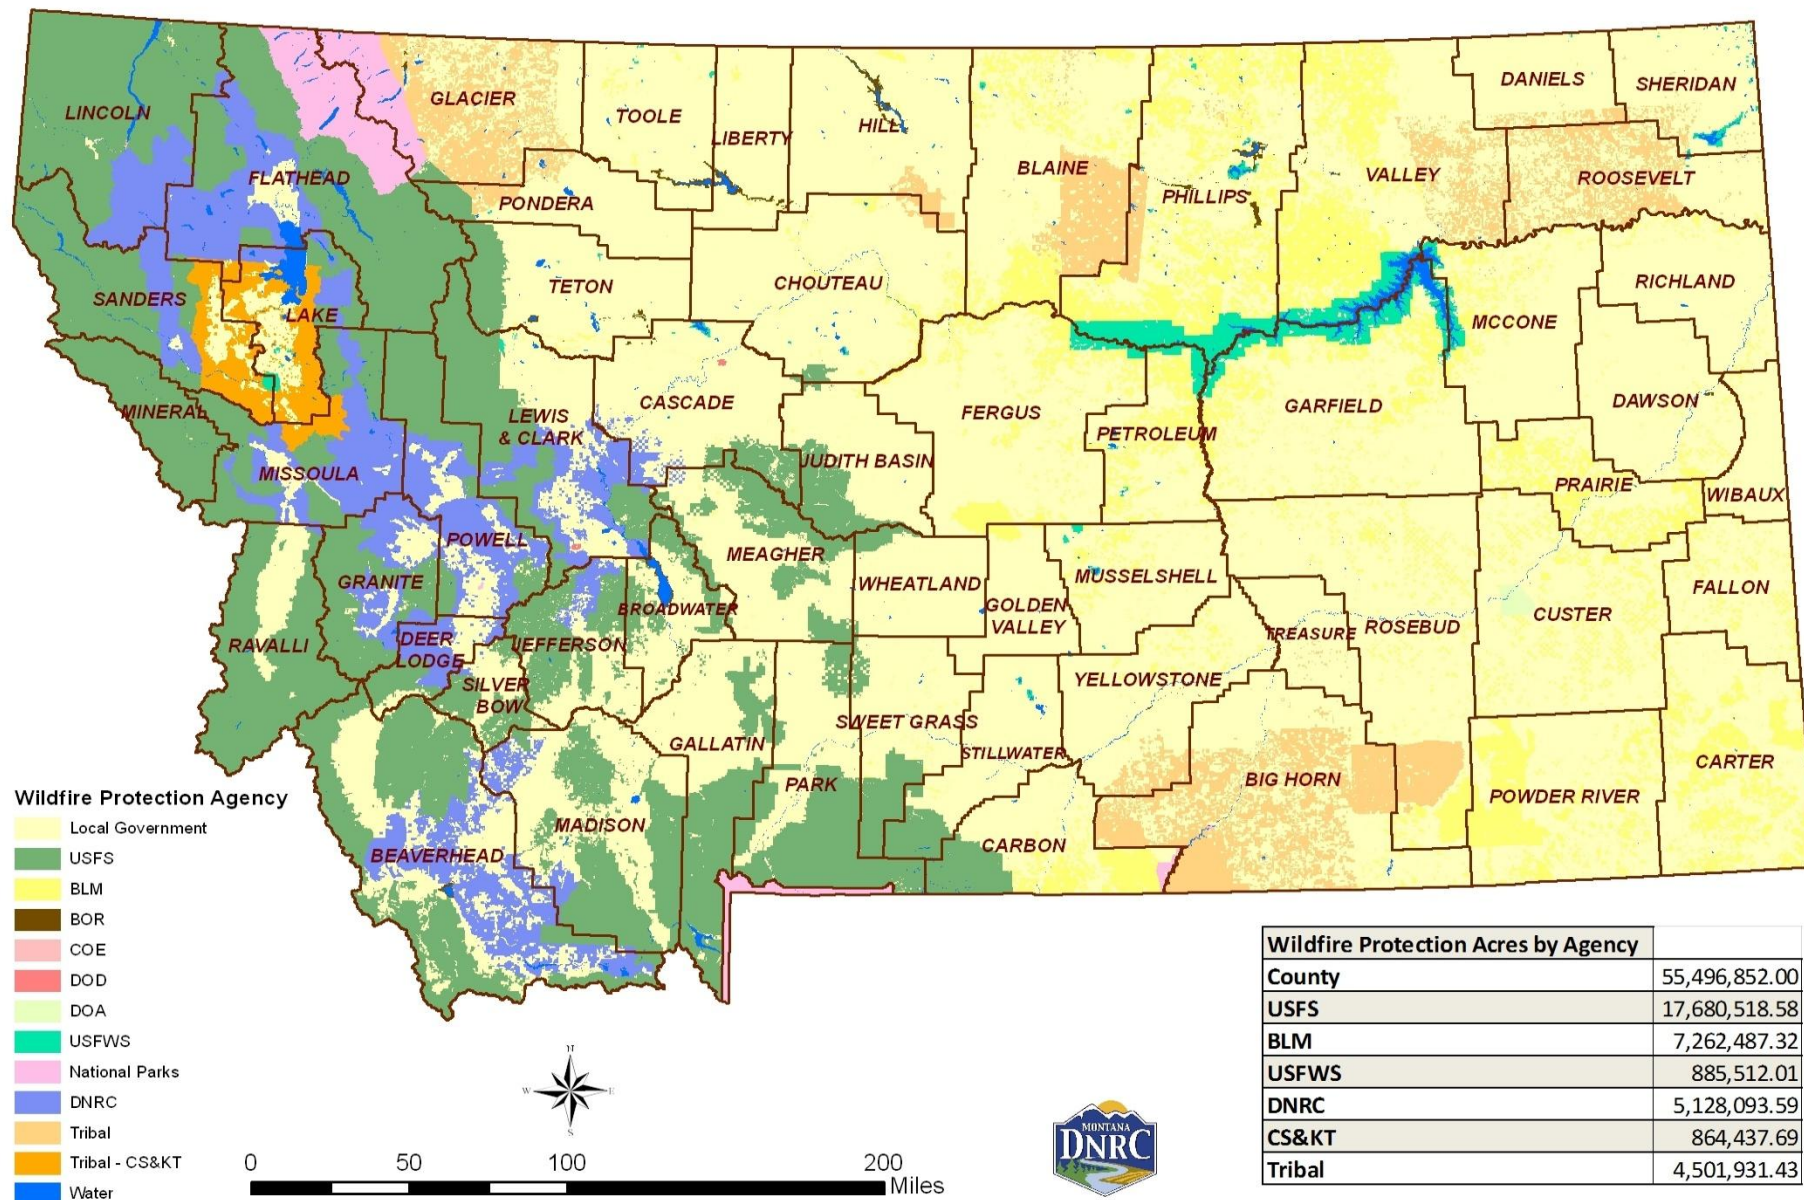 DANIELS
SHERIDAN
LINCOLN
GLACIER
TOOLE
LIBERTY
HILL
BLAINE
PHILLIPS
VALLEY
ROOSEVELT
FLATHEAD
PONDERA
TETON
CHOUTEAU
RICHLAND
SANDERS
LAKE
MCCONE
MINERAL
LEWIS
& CLARK
CASCADE
FERGUS
GARFIELD
DAWSON
PETROLEUM
JUDITH BASIN
MISSOULA
PRAIRIE
WIBAUX
POWELL
MEAGHER
GRANITE
WHEATLAND
MUSSELSHELL
FALLON
BROADWATER
GOLDEN
VALLEY
CUSTER
RAVALLI
DEER
LODGE
JEFFERSON
TREASURE
ROSEBUD
SILVER
BOW
YELLOWSTONE
SWEET GRASS
GALLATIN
STILLWATER
PARK
BIG HORN
CARTER
POWDER RIVER
MADISON
CARBON
BEAVERHEAD
Wildfire Protection Agency
Local Government
USFS
BLM
BOR
COE
DOD
DOA
USFWS
National Parks
DNRC
Tribal
Tribal - CS&KT
Water
N
W E
S
0 50 100 200
Miles
MONTANA
DNRC
Wildfire Protection Acres by Agency
County 55,496,852.00
USFS 17,680,518.58
BLM 7,262,487.32
USFWS 885,512.01
DNRC 5,128,093.59
CS&KT 864,437.69
Tribal 4,501,931.43